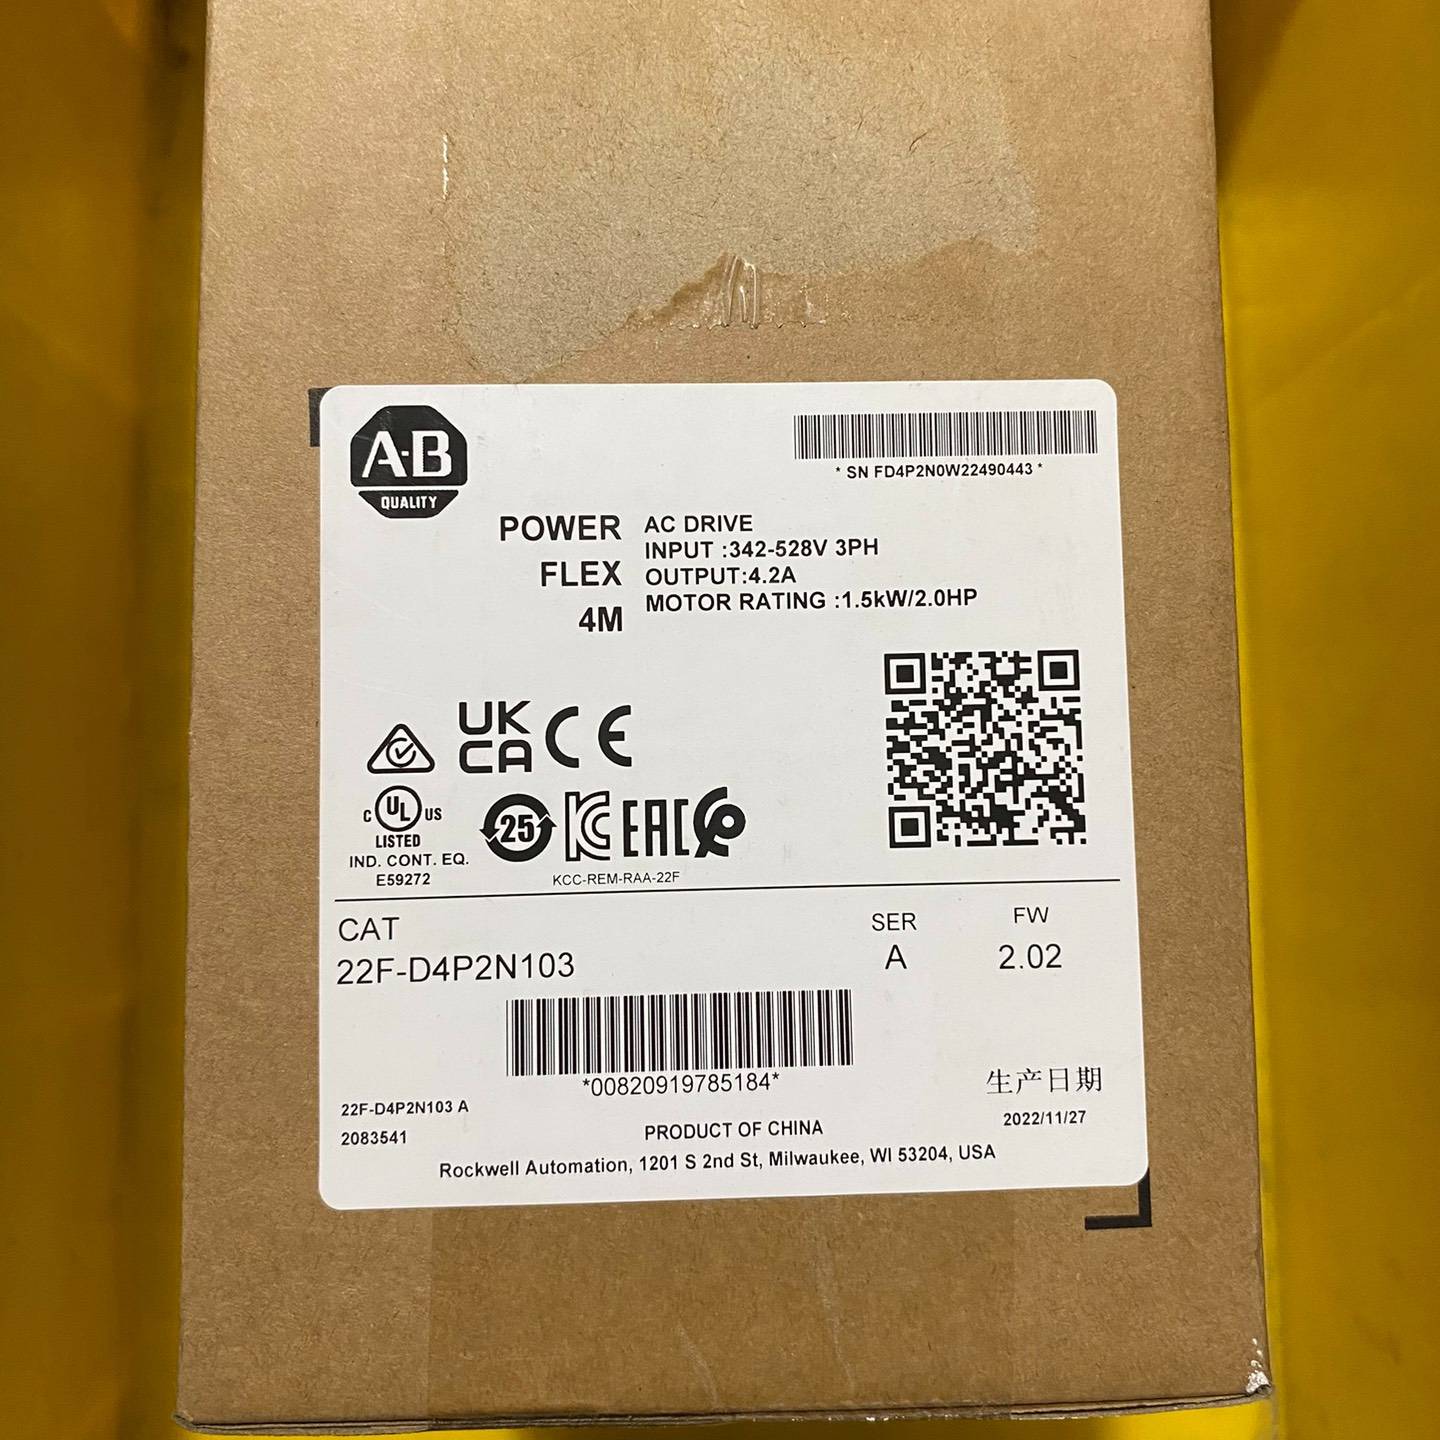 A-B
QUALITY
* SN FD4P2N0W22490443 *
POWER
FLEX
4M
AC DRIVE
INPUT :342-528V 3PH
OUTPUT:4.2A
MOTOR RATING :1.5kW/2.0HP
UK
CA CE
C UL US
LISTED
IND. CONT. EQ.
E59272
25 KC EAC
KCC-REM-RAA-22F
CAT
22F-D4P2N103
SER
A
FW
2.02
*00820919785184*
22F-D4P2N103 A
2083541
生产日期
2022/11/27
PRODUCT OF CHINA
Rockwell Automation, 1201 S 2nd St, Milwaukee, WI 53204, USA